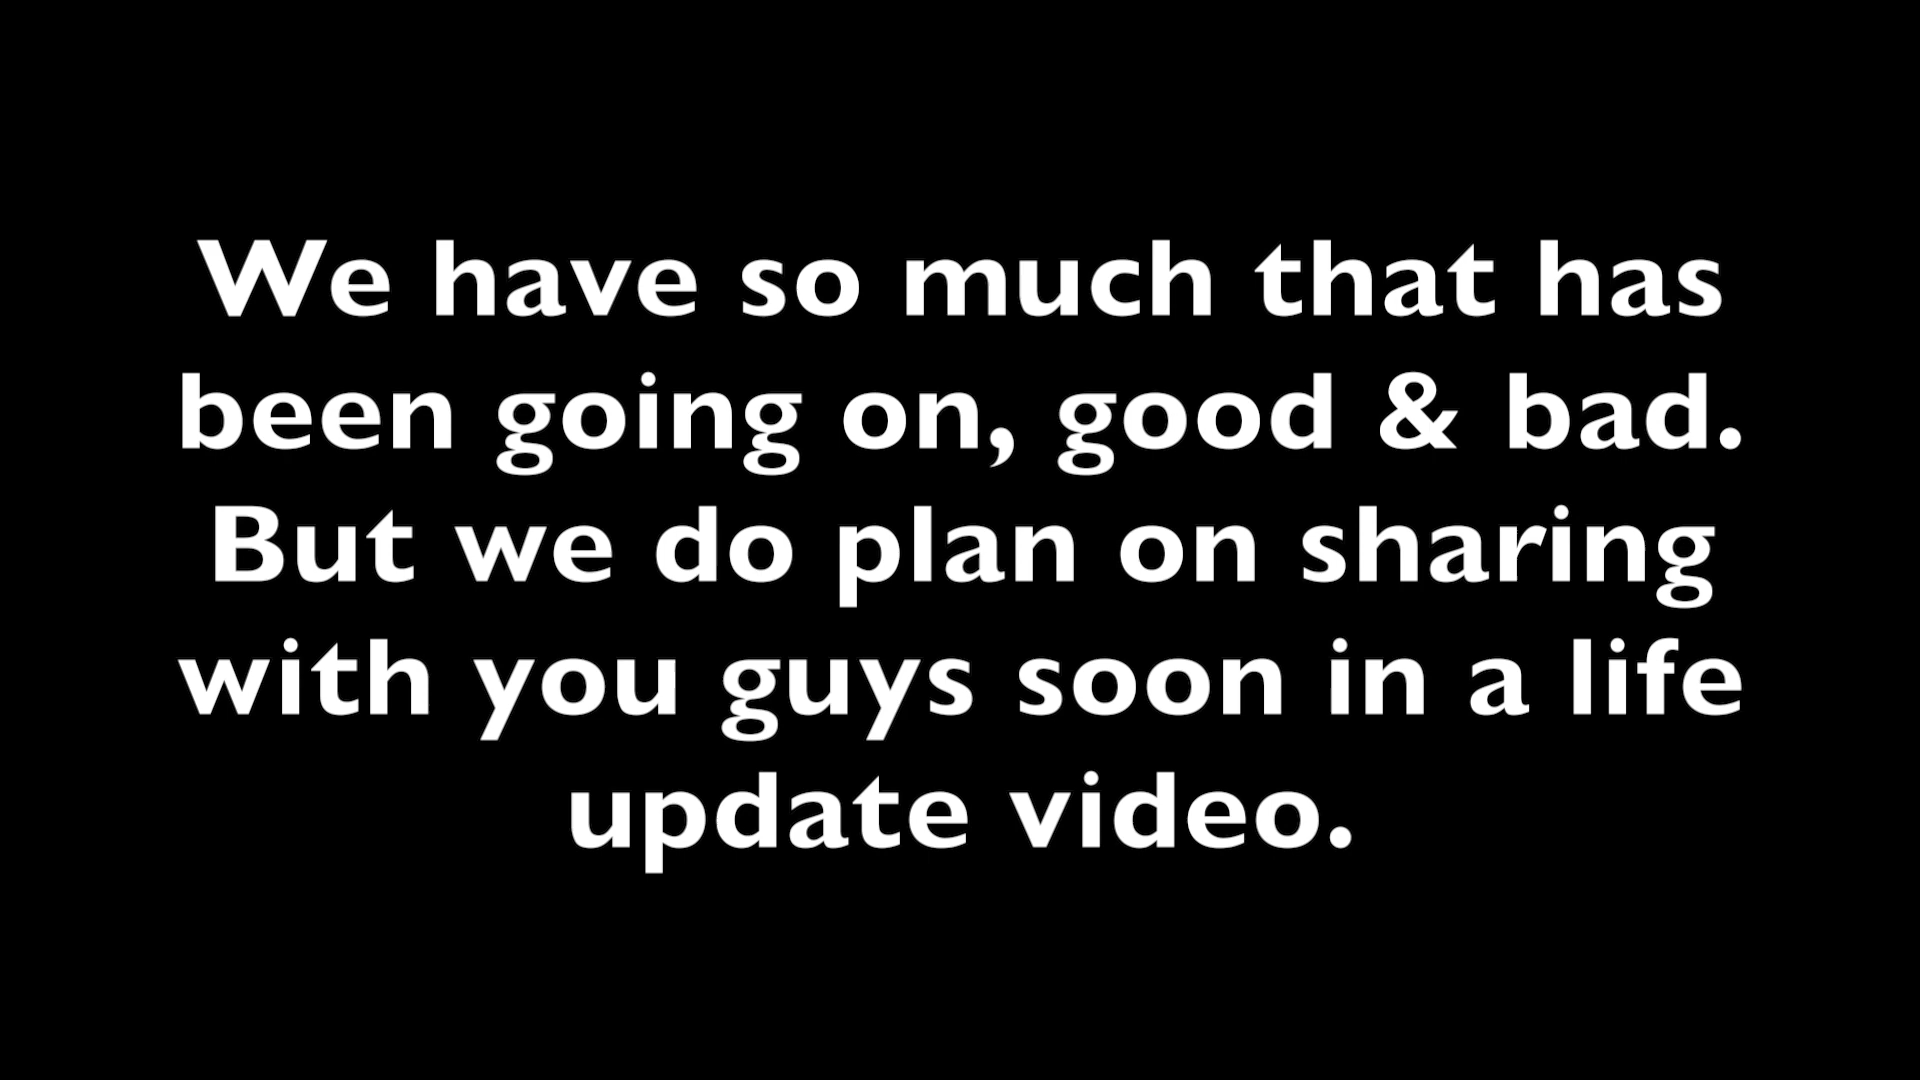 We have so much that has
been going on, good & bad.
But we do plan on sharing
with you guys soon in a life
update video.